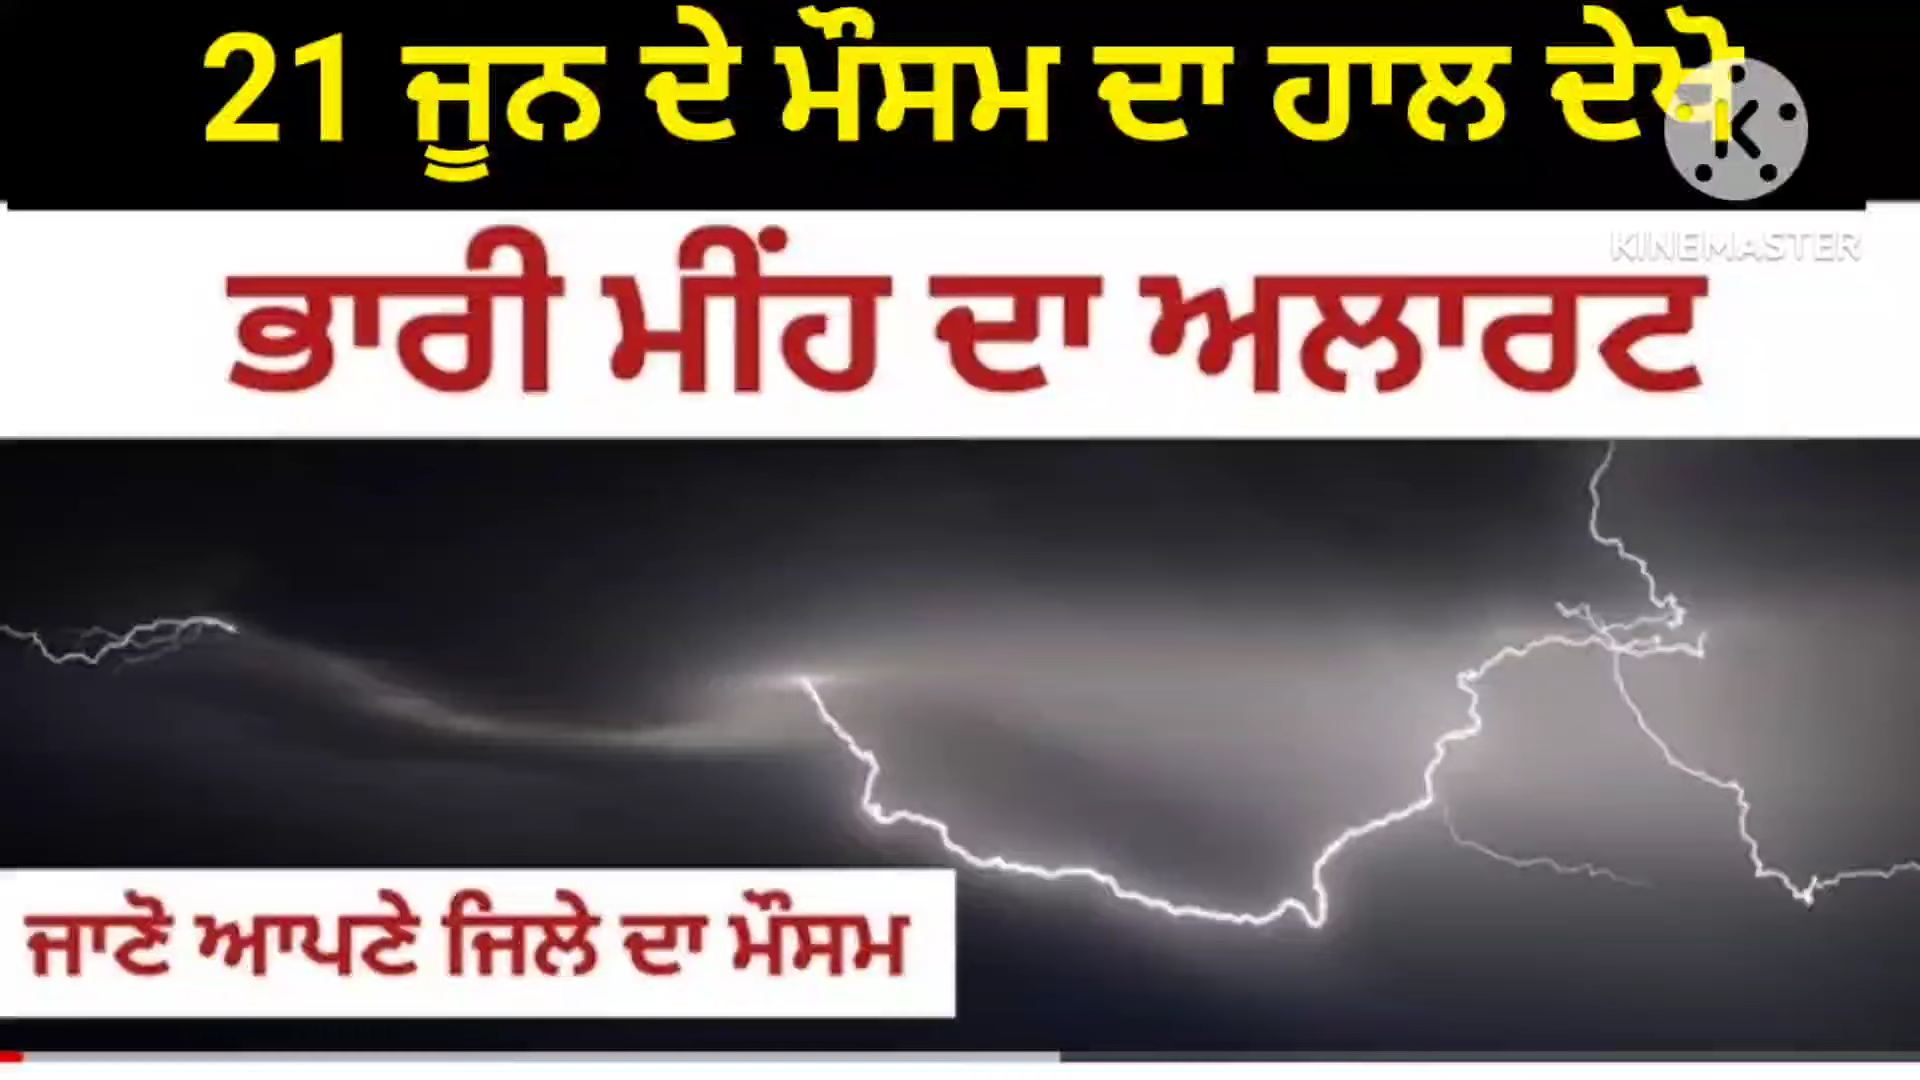 21 ਜੂਨ ਦੇ ਮੌਸਮ ਦਾ ਹਾਲ ਦੇਖੋ
KINEMASTER
ਭਾਰੀ ਮੀਂਹ ਦਾ ਅਲਾਰਟ
ਜਾਣੋ ਆਪਣੇ ਜਿਲੇ ਦਾ ਮੌਸਮ